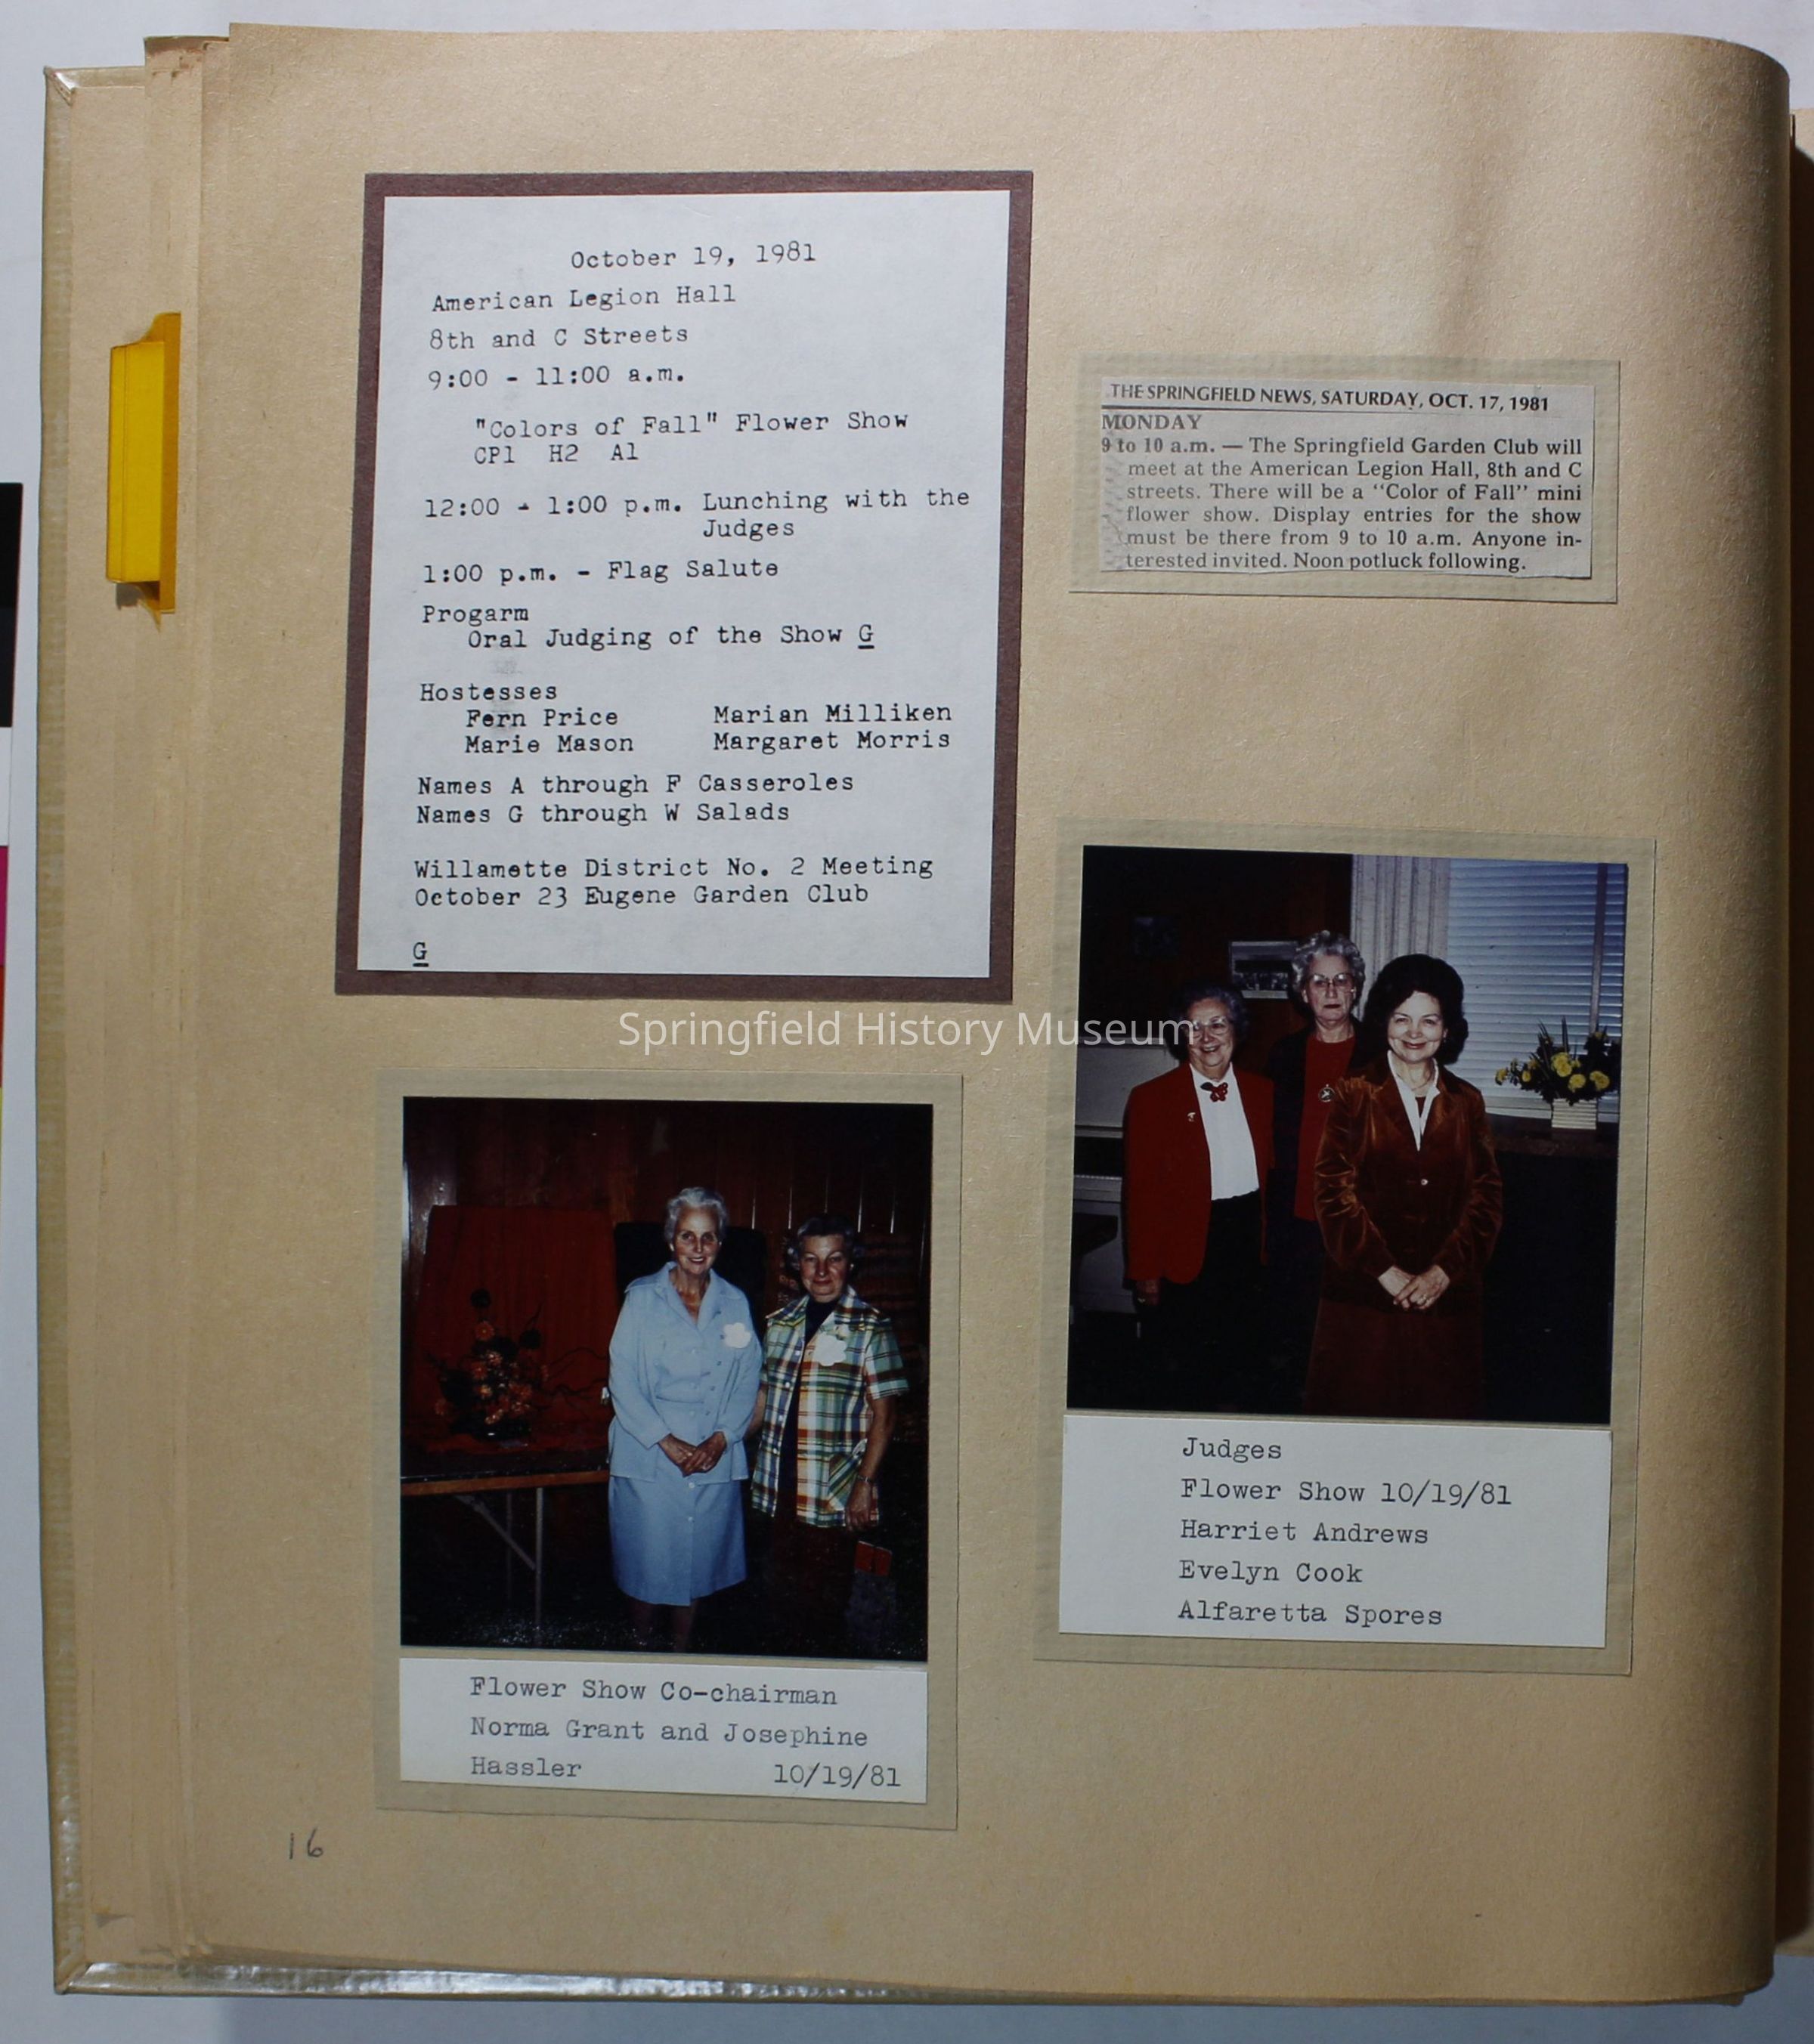 October 19, 1981
American Legion Hall
8th and C Streets
9:00 - 11:00 a.m.
"Colors of Fall" Flower Show
CP1 H2 A1
12:00 - 1:00 p.m. Lunching with the
Judges
1:00 p.m. - Flag Salute
Progarm
Oral Judging of the Show G
Hostesses
Fern Price Marian Milliken
Marie Mason Margaret Morris
Names A through F Casseroles
Names G through W Salads
Willamette District No. 2 Meeting
October 23 Eugene Garden Club
G
THE SPRINGFIELD NEWS, SATURDAY, OCT. 17, 1981
MONDAY
9 to 10 a.m. — The Springfield Garden Club will
meet at the American Legion Hall, 8th and C
streets. There will be a “Color of Fall” mini
flower show. Display entries for the show
must be there from 9 to 10 a.m. Anyone in-
terested invited. Noon potluck following.
Springfield History Museum
Judges
Flower Show 10/19/81
Harriet Andrews
Evelyn Cook
Alfaretta Spores
Flower Show Co-chairman
Norma Grant and Josephine
Hassler 10/19/81
16